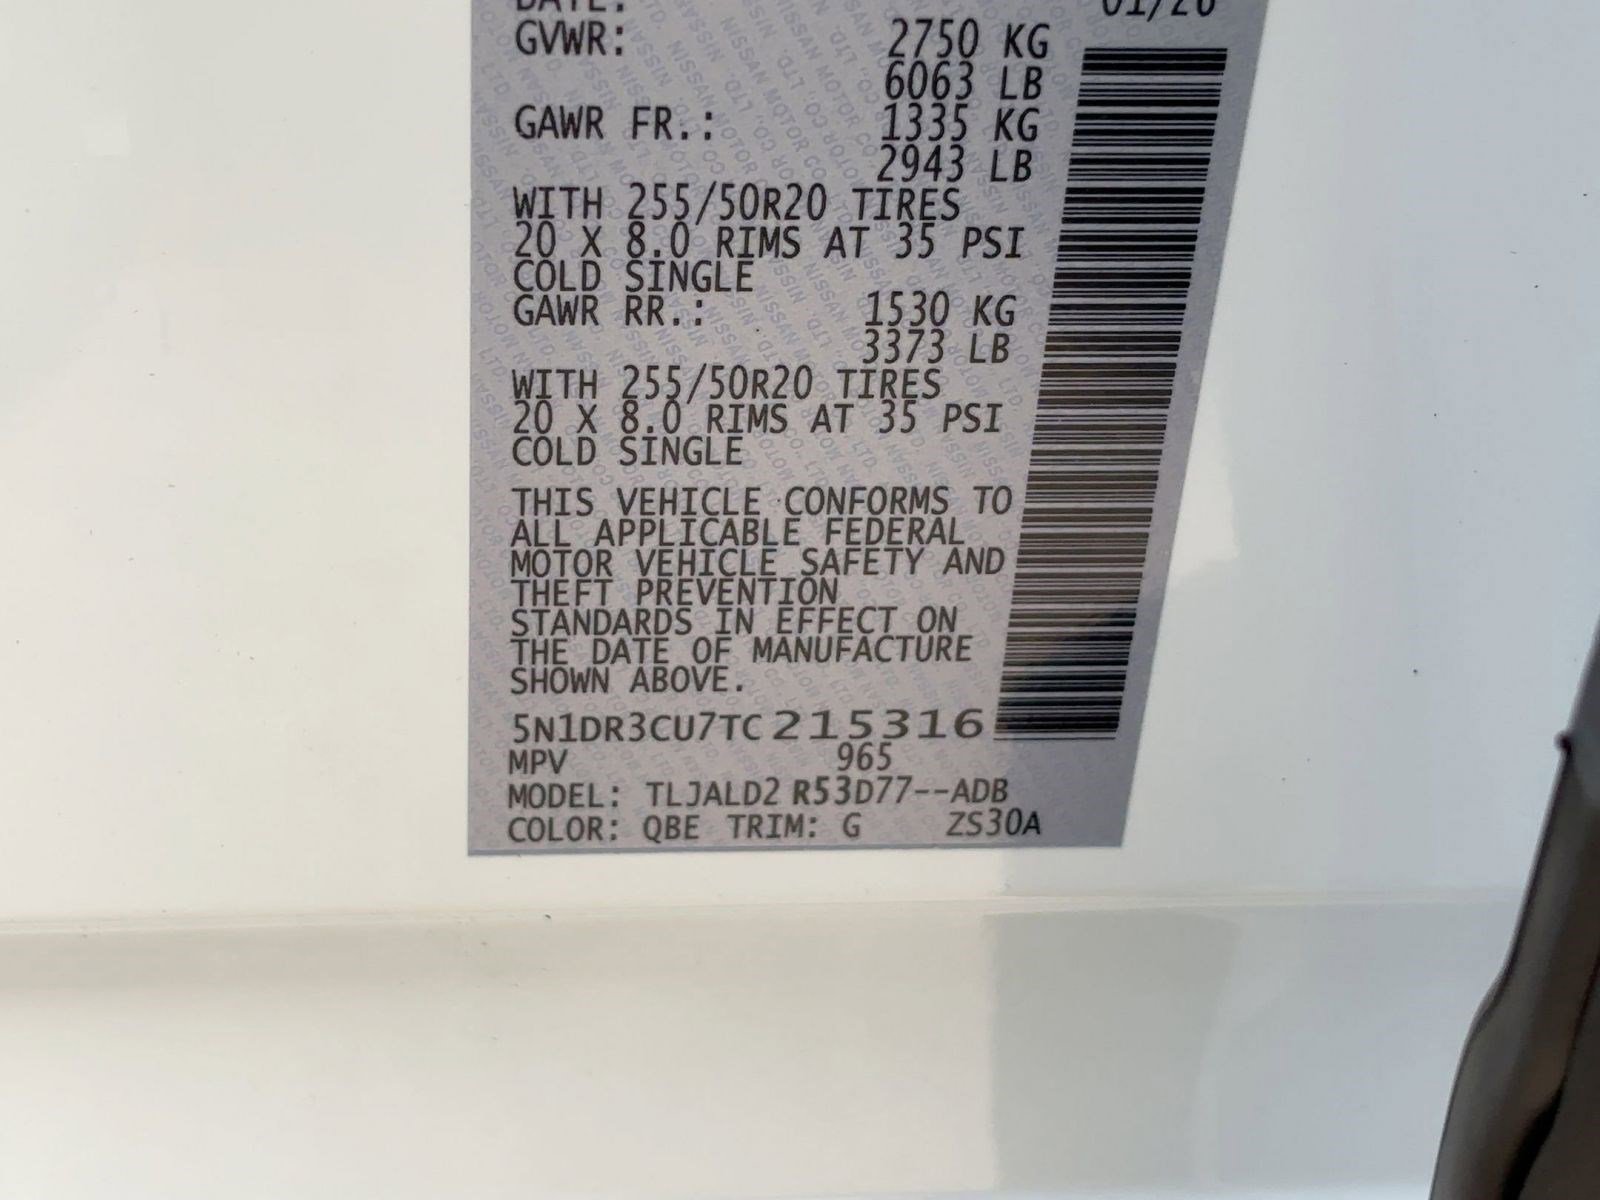 DATE: 01/26
GVWR: 2750 KG
6063 LB
GAWR FR.: 1335 KG
2943 LB
WITH 255/50R20 TIRES
20 X 8.0 RIMS AT 35 PSI
COLD SINGLE
GAWR RR.: 1530 KG
3373 LB
WITH 255/50R20 TIRES
20 X 8.0 RIMS AT 35 PSI
COLD SINGLE
THIS VEHICLE CONFORMS TO
ALL APPLICABLE FEDERAL
MOTOR VEHICLE SAFETY AND
THEFT PREVENTION
STANDARDS IN EFFECT ON
THE DATE OF MANUFACTURE
SHOWN ABOVE.
5N1DR3CU7TC215316
MPV 965
MODEL: TLJALD2 R53D77--ADB
COLOR: QBE TRIM: G ZS30A